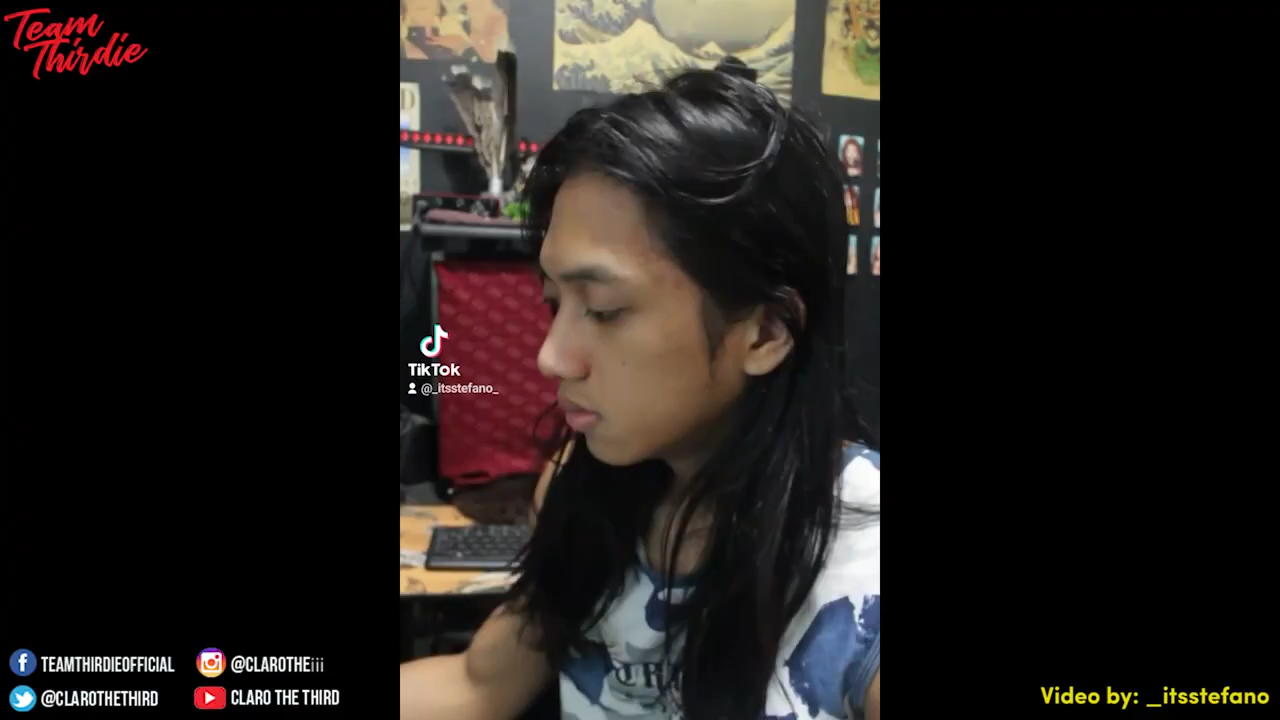 Team
Thirdie
TikTok
@_itsstefano_
TEAMTHIRDIEOFFICIAL
@CLAROTHEiii
@CLAROTHETHIRD
CLARO THE THIRD
Video by: _itsstefano